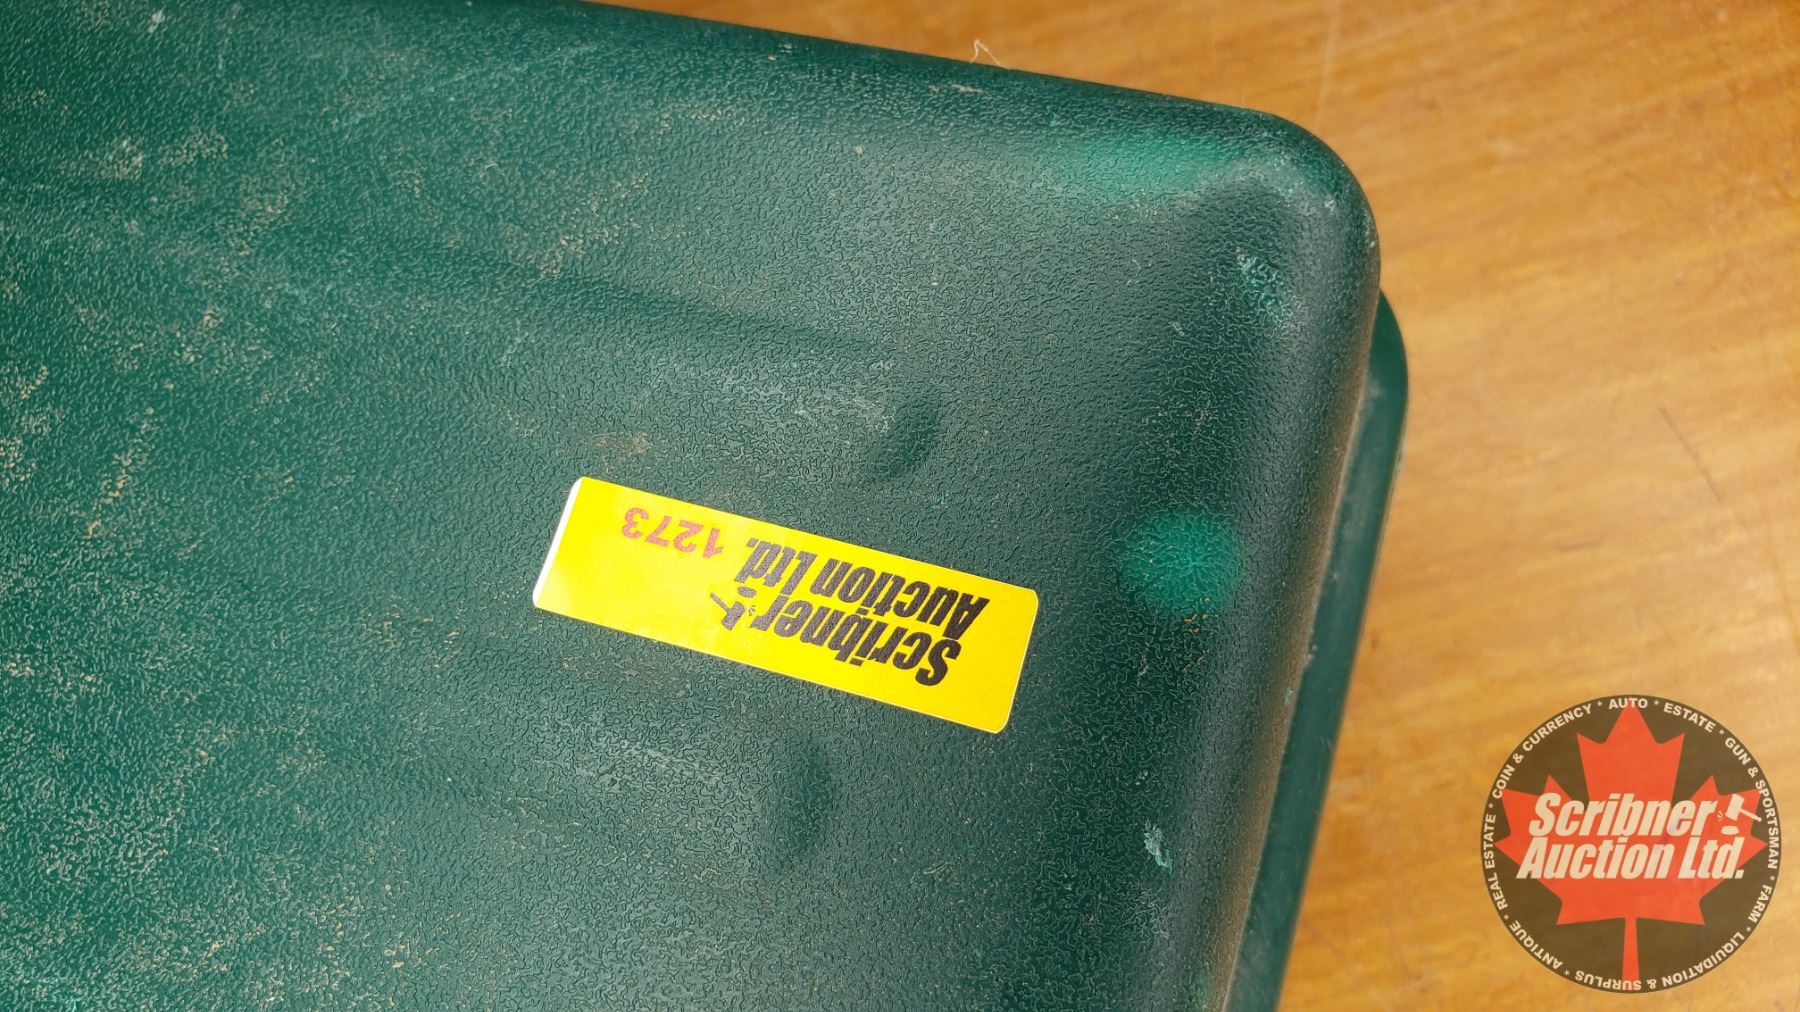 Scribner
Auction Ltd.
1273
Scribner
Auction Ltd.
REAL ESTATE * COIN & CURRENCY * AUTO * ESTATE * GUN & SPORTSMAN * FARM * LIQUIDATION & SURPLUS * ANTIQUE *